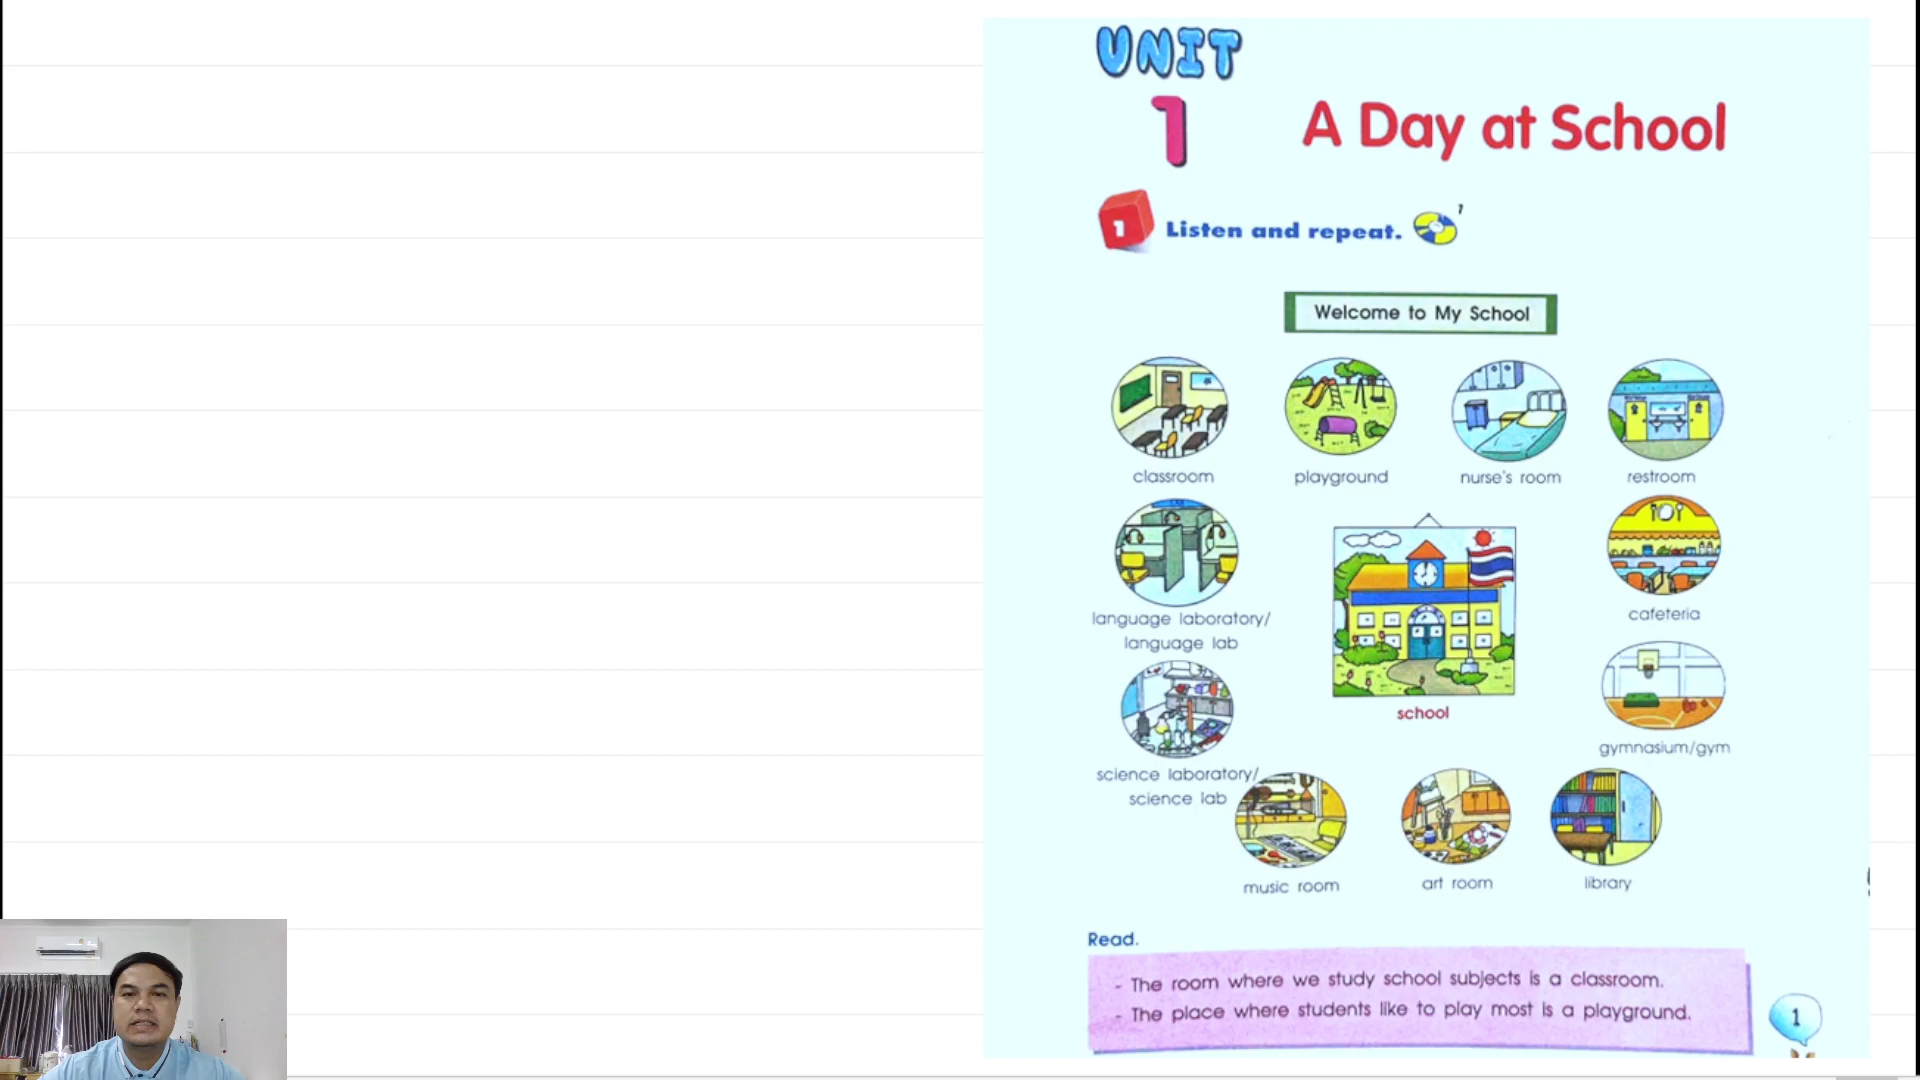 UNIT
1
A Day at School
1 Listen and repeat. 1
Welcome to My School
classroom
playground
nurse's room
restroom
language laboratory/
language lab
cafeteria
school
gymnasium/gym
science laboratory/
science lab
music room
art room
library
Read.
- The room where we study school subjects is a classroom.
- The place where students like to play most is a playground.
1